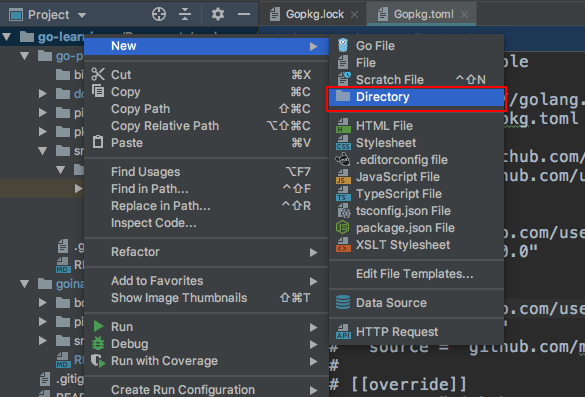 Project
Gopkg.lock
Gopkg.toml
go-lear
New
Go File
File
Scratch File ⌃⇧N
Directory
HTML File
Stylesheet
.editorconfig file
JavaScript File
TypeScript File
tsconfig.json File
package.json File
XSLT Stylesheet
Edit File Templates...
Data Source
HTTP Request
Cut ⌘X
Copy ⌘C
Copy Path ⇧⌘C
Copy Relative Path ⌥⇧⌘C
Paste ⌘V
Find Usages ⌥F7
Find in Path... ⌃⇧F
Replace in Path... ⌃⇧R
Inspect Code...
Refactor
Add to Favorites
Show Image Thumbnails ⇧⌘T
Run
Debug
Run with Coverage
Create Run Configuration
go-p
bi
do
pi
pk
sr
.g
RE
goina
bo
pi
sr
RE
.gitig
ple
//golang.
pkg.toml
thub.com/
hub.com/u
b.com/use
0.0"
b.com/use
"
# source = "github.com/m
#
# [[override]]